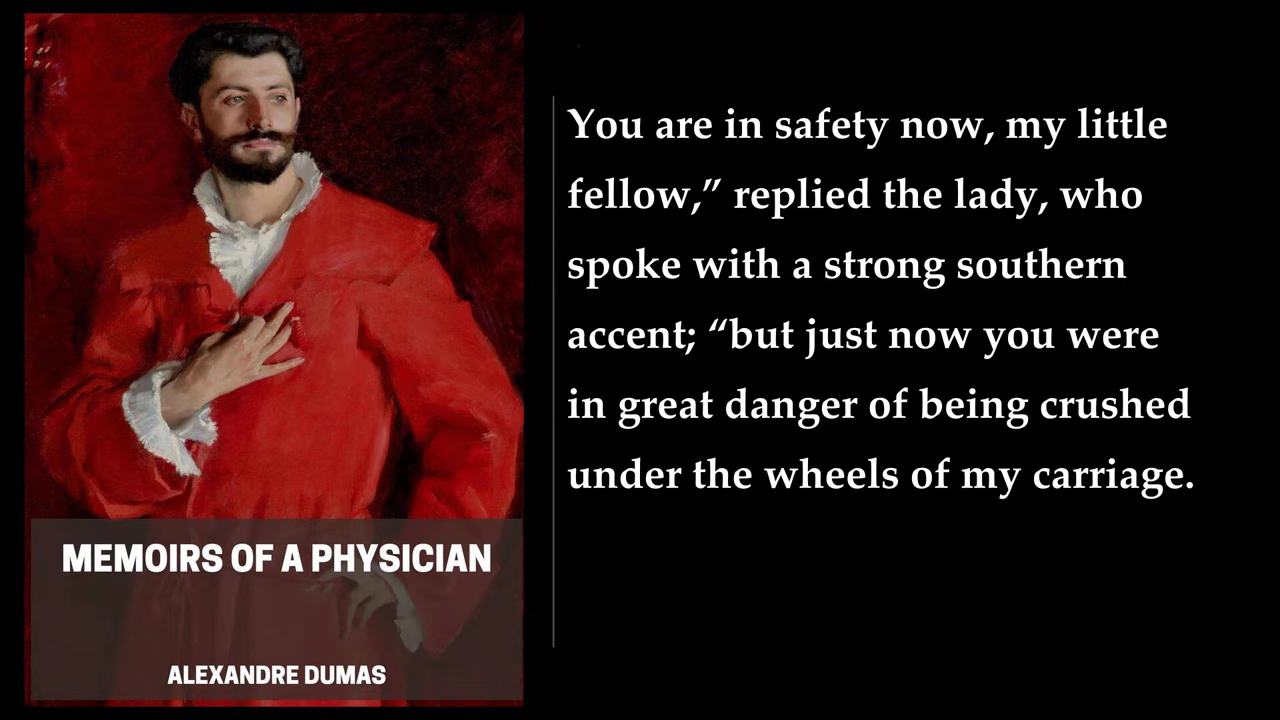 MEMOIRS OF A PHYSICIAN
ALEXANDRE DUMAS
You are in safety now, my little
fellow,” replied the lady, who
spoke with a strong southern
accent; “but just now you were
in great danger of being crushed
under the wheels of my carriage.